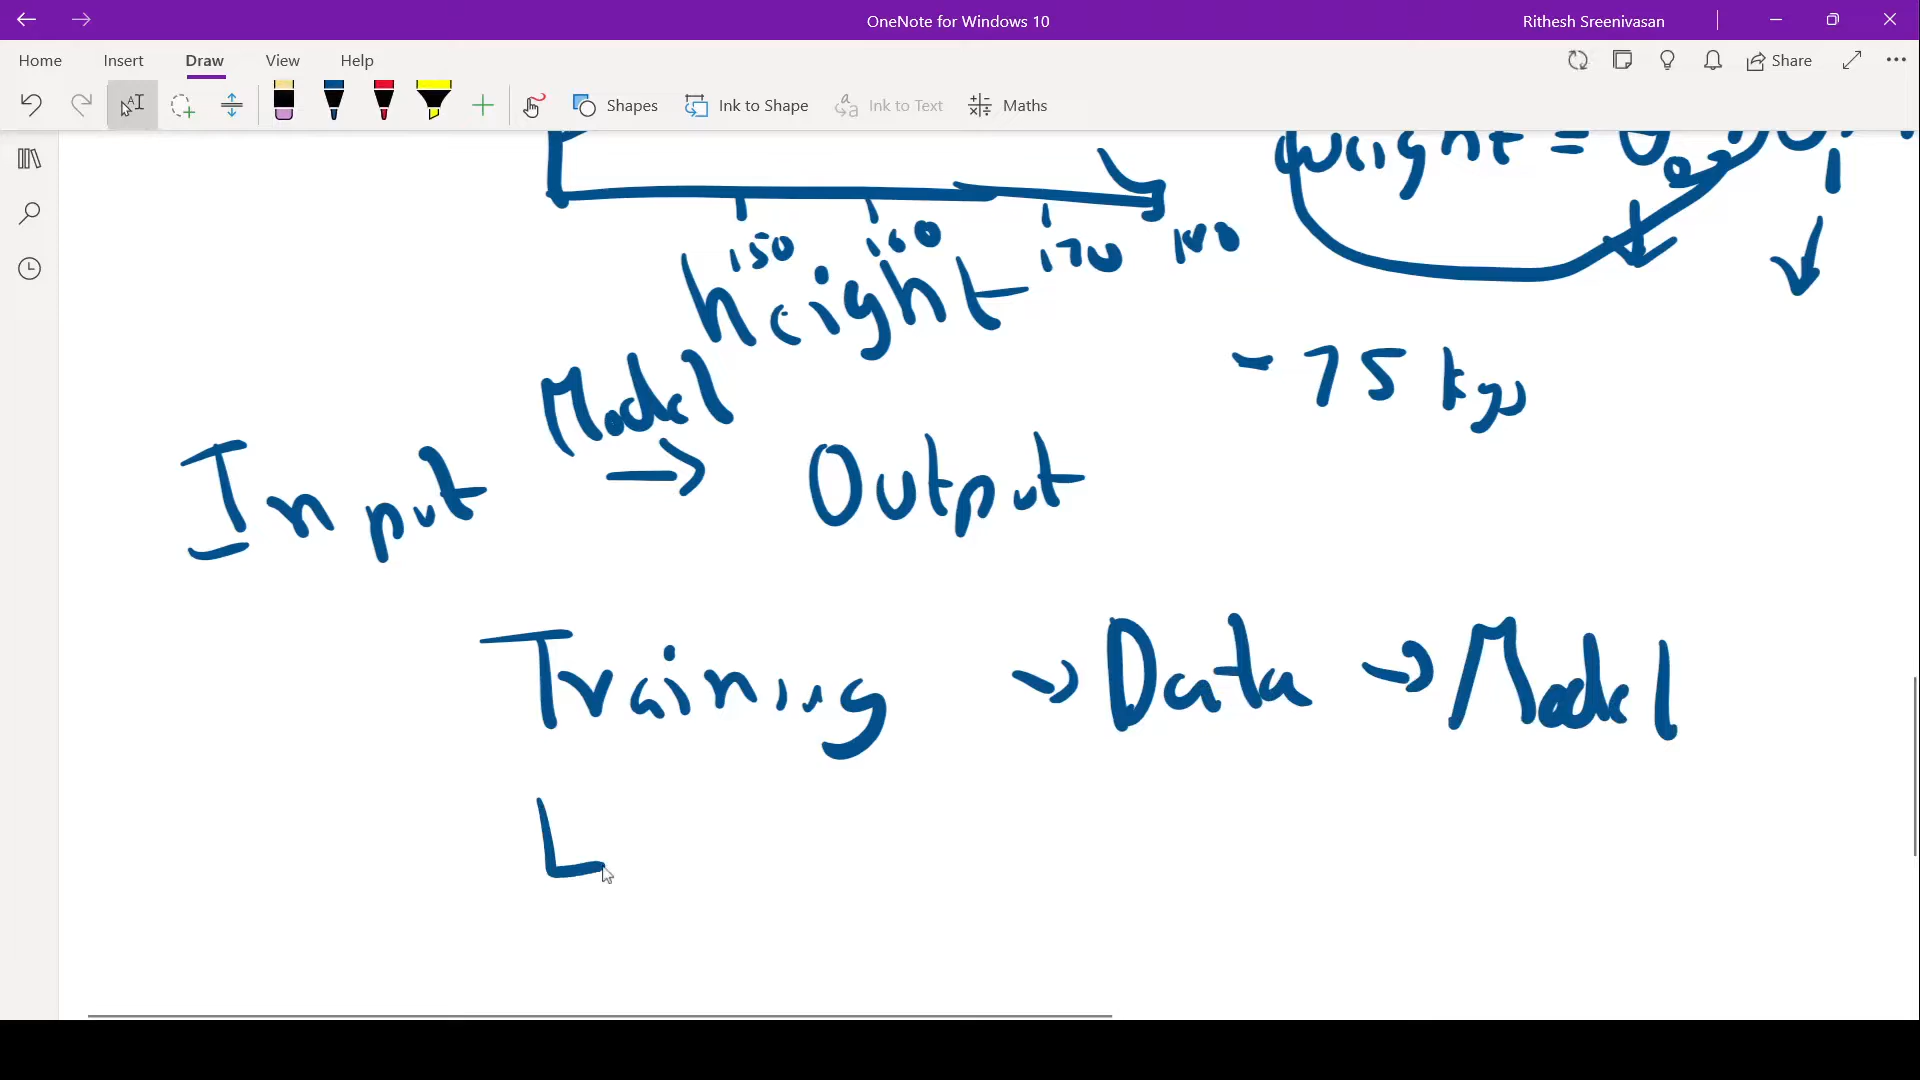 OneNote for Windows 10
Rithesh Sreenivasan
Home Insert Draw View Help
Share
Shapes Ink to Shape Ink to Text Maths
weight =
150 160 170 180
height
- 75 kgs
Model
Input → Output
Training → Data → Model
L